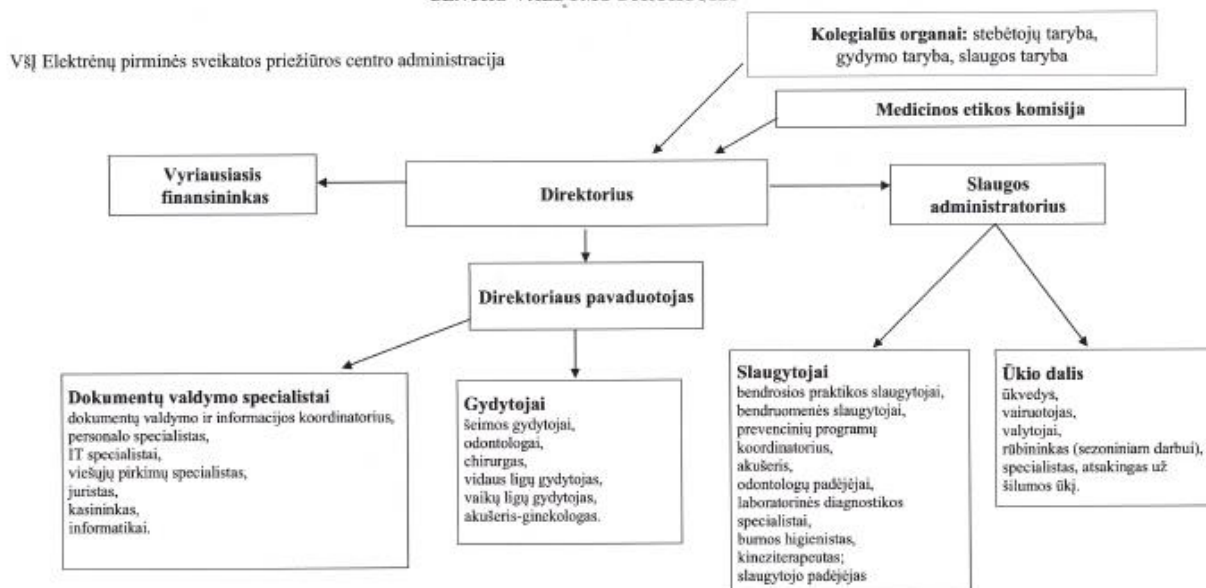 Kolegialūs organai: stebėtojų taryba,
gydymo taryba, slaugos taryba
VšĮ Elektrėnų pirminės sveikatos priežiūros centro administracija
Medicinos etikos komisija
Vyriausiasis
finansininkas
Direktorius
Slaugos
administratorius
Direktoriaus pavaduotojas
Dokumentų valdymo specialistai
dokumentų valdymo ir informacijos koordinatorius,
personalo specialistas,
IT specialistai,
viešųjų pirkimų specialistas,
juristas,
kasininkas,
informatikai.
Gydytojai
šeimos gydytojai,
odontologai,
chirurgas,
vidaus ligų gydytojas,
vaikų ligų gydytojas,
akušeris-ginekologas.
Slaugytojai
bendrosios praktikos slaugytojai,
bendruomenės slaugytojai,
prevencinių programų
koordinatorius,
akušeris,
odontologų padėjėjai,
laboratorinės diagnostikos
specialistai,
burnos higienistas,
kineziterapeutas;
slaugytojo padėjėjas
Ūkio dalis
ūkvedys,
vairuotojas,
valytojai,
rūbininkas (sezoniniam darbui),
specialistas, atsakingas už
šilumos ūkį.